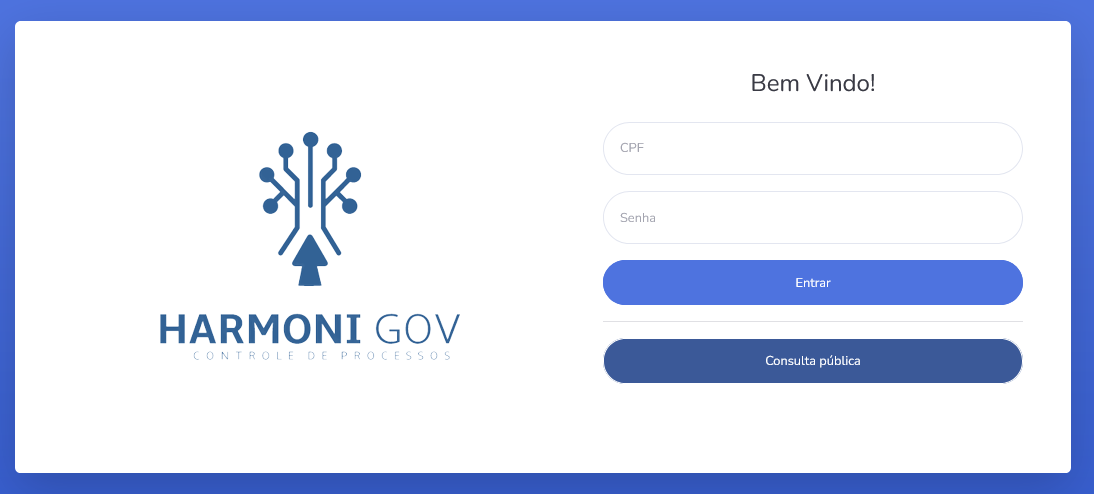 HARMONI GOV
CONTROLE DE PROCESSOS
Bem Vindo!
CPF
Senha
Entrar
Consulta pública